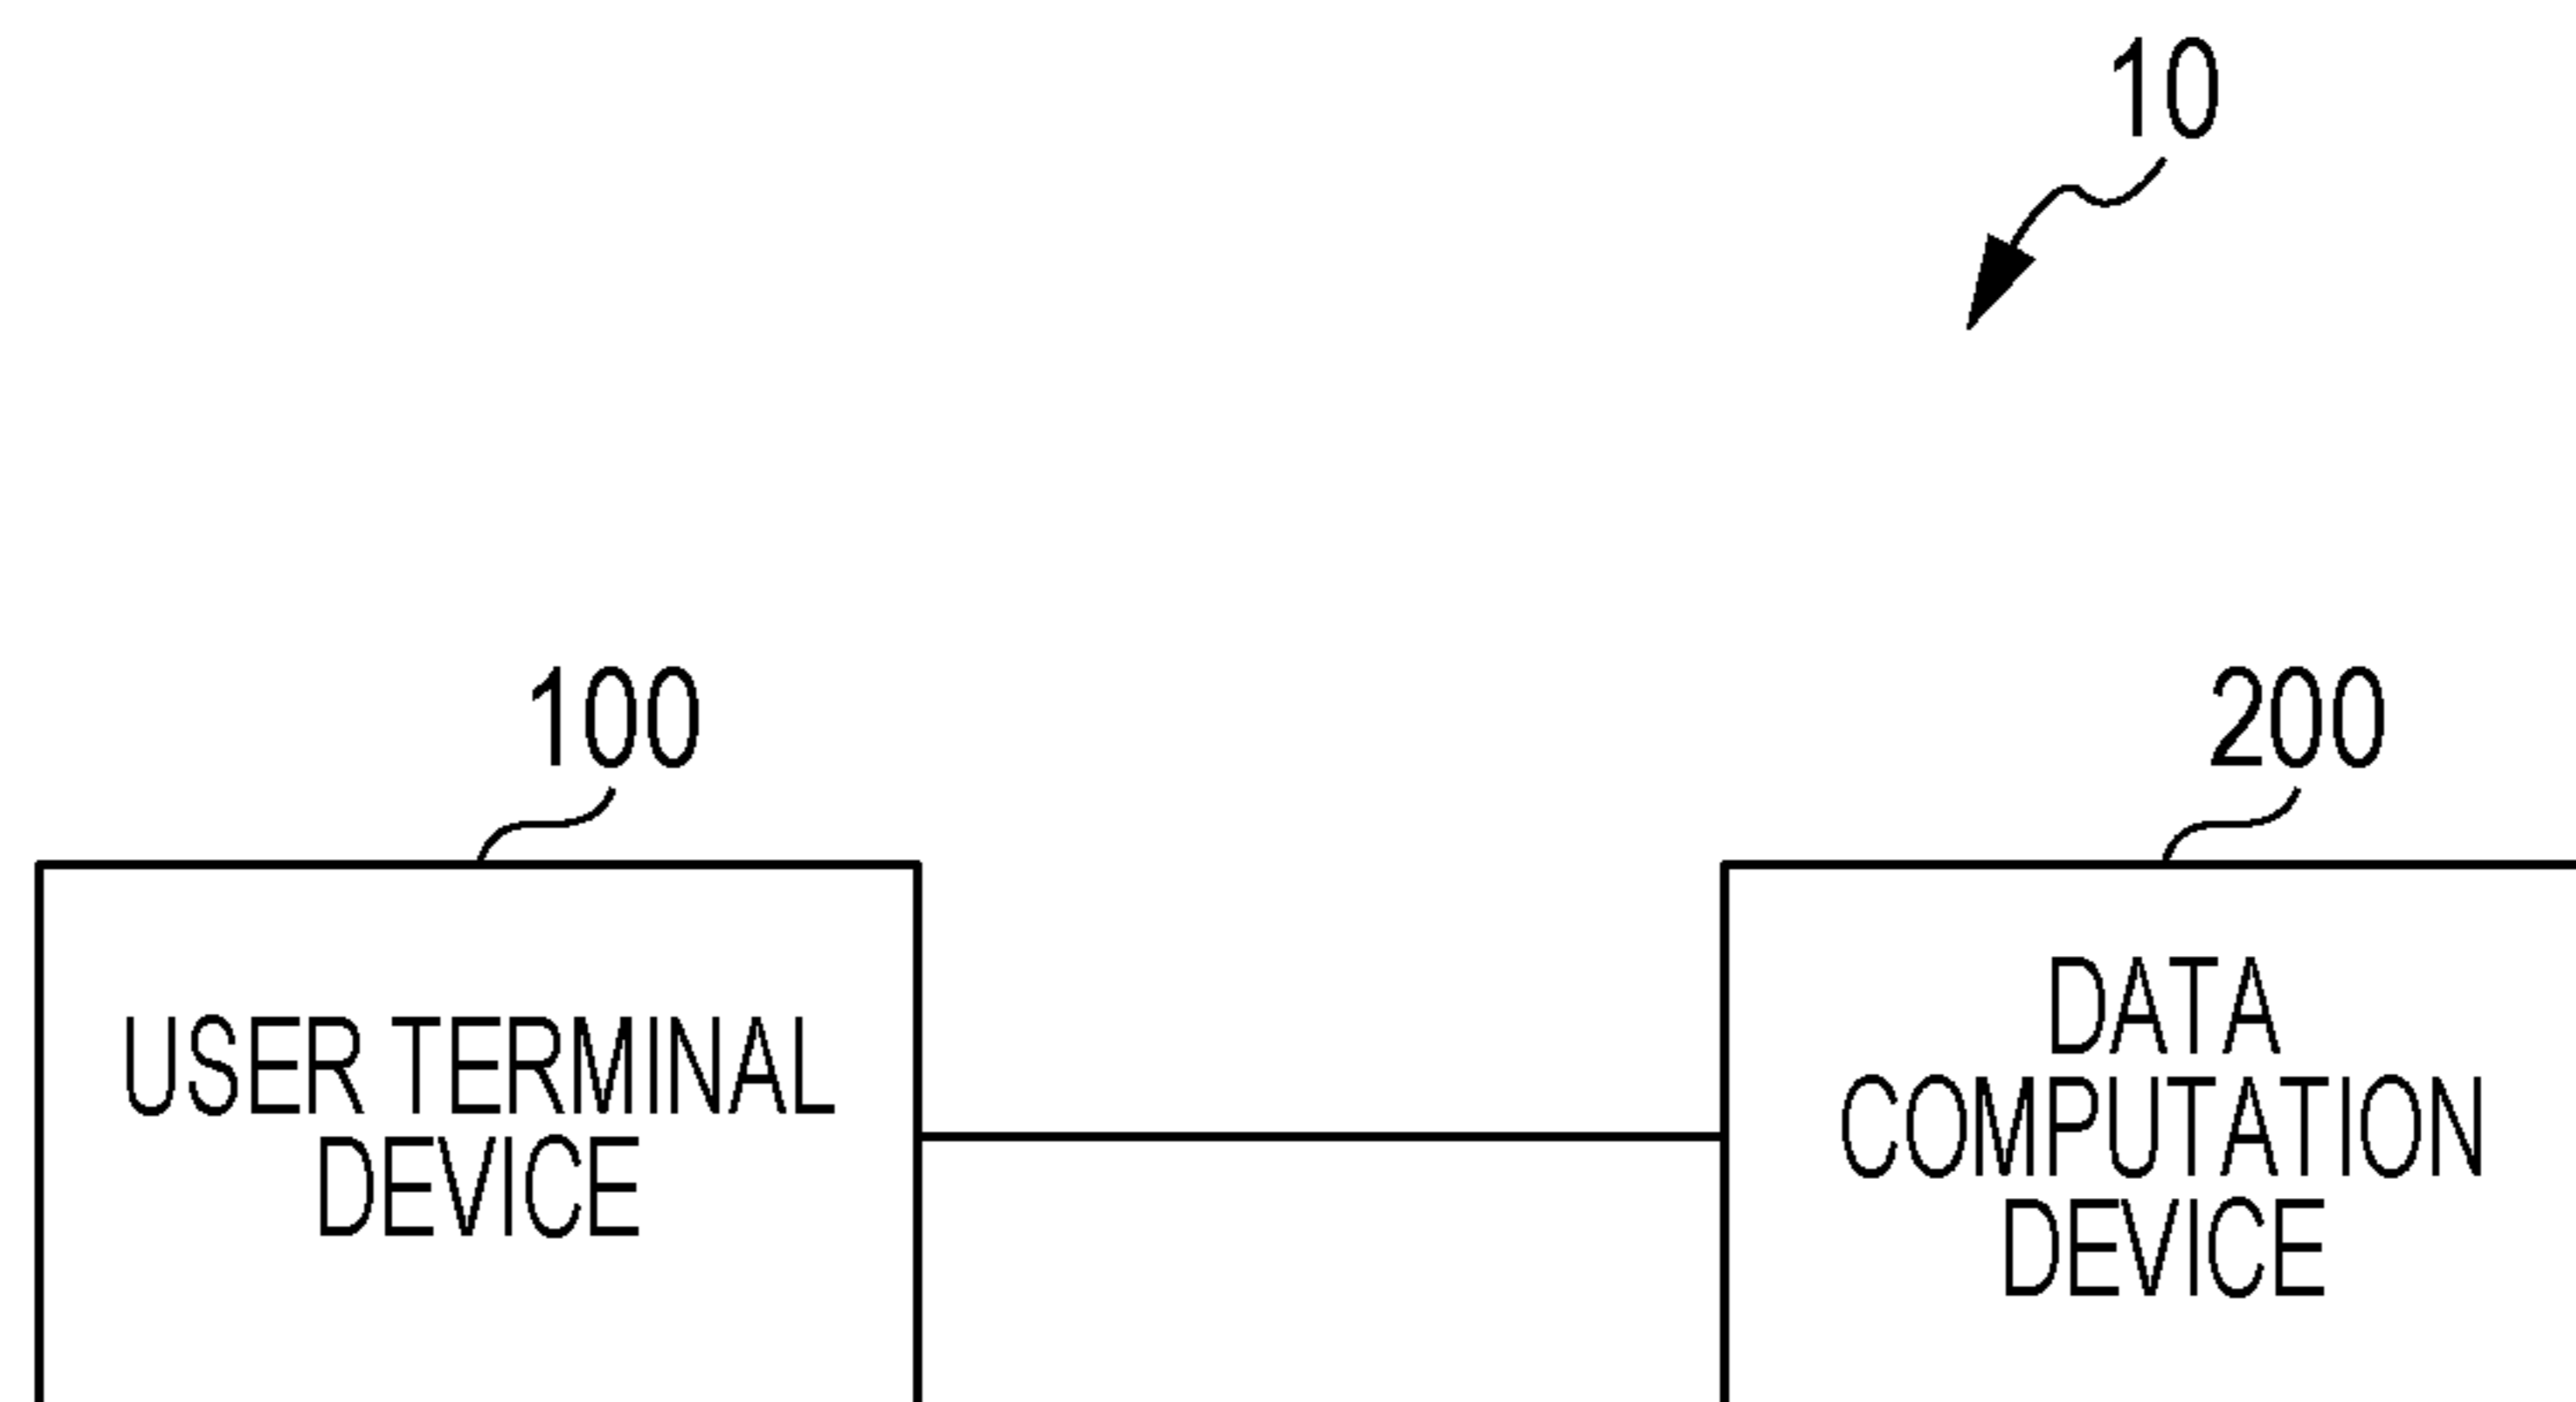 10
100
200
USER TERMINAL
DEVICE
DATA
COMPUTATION
DEVICE